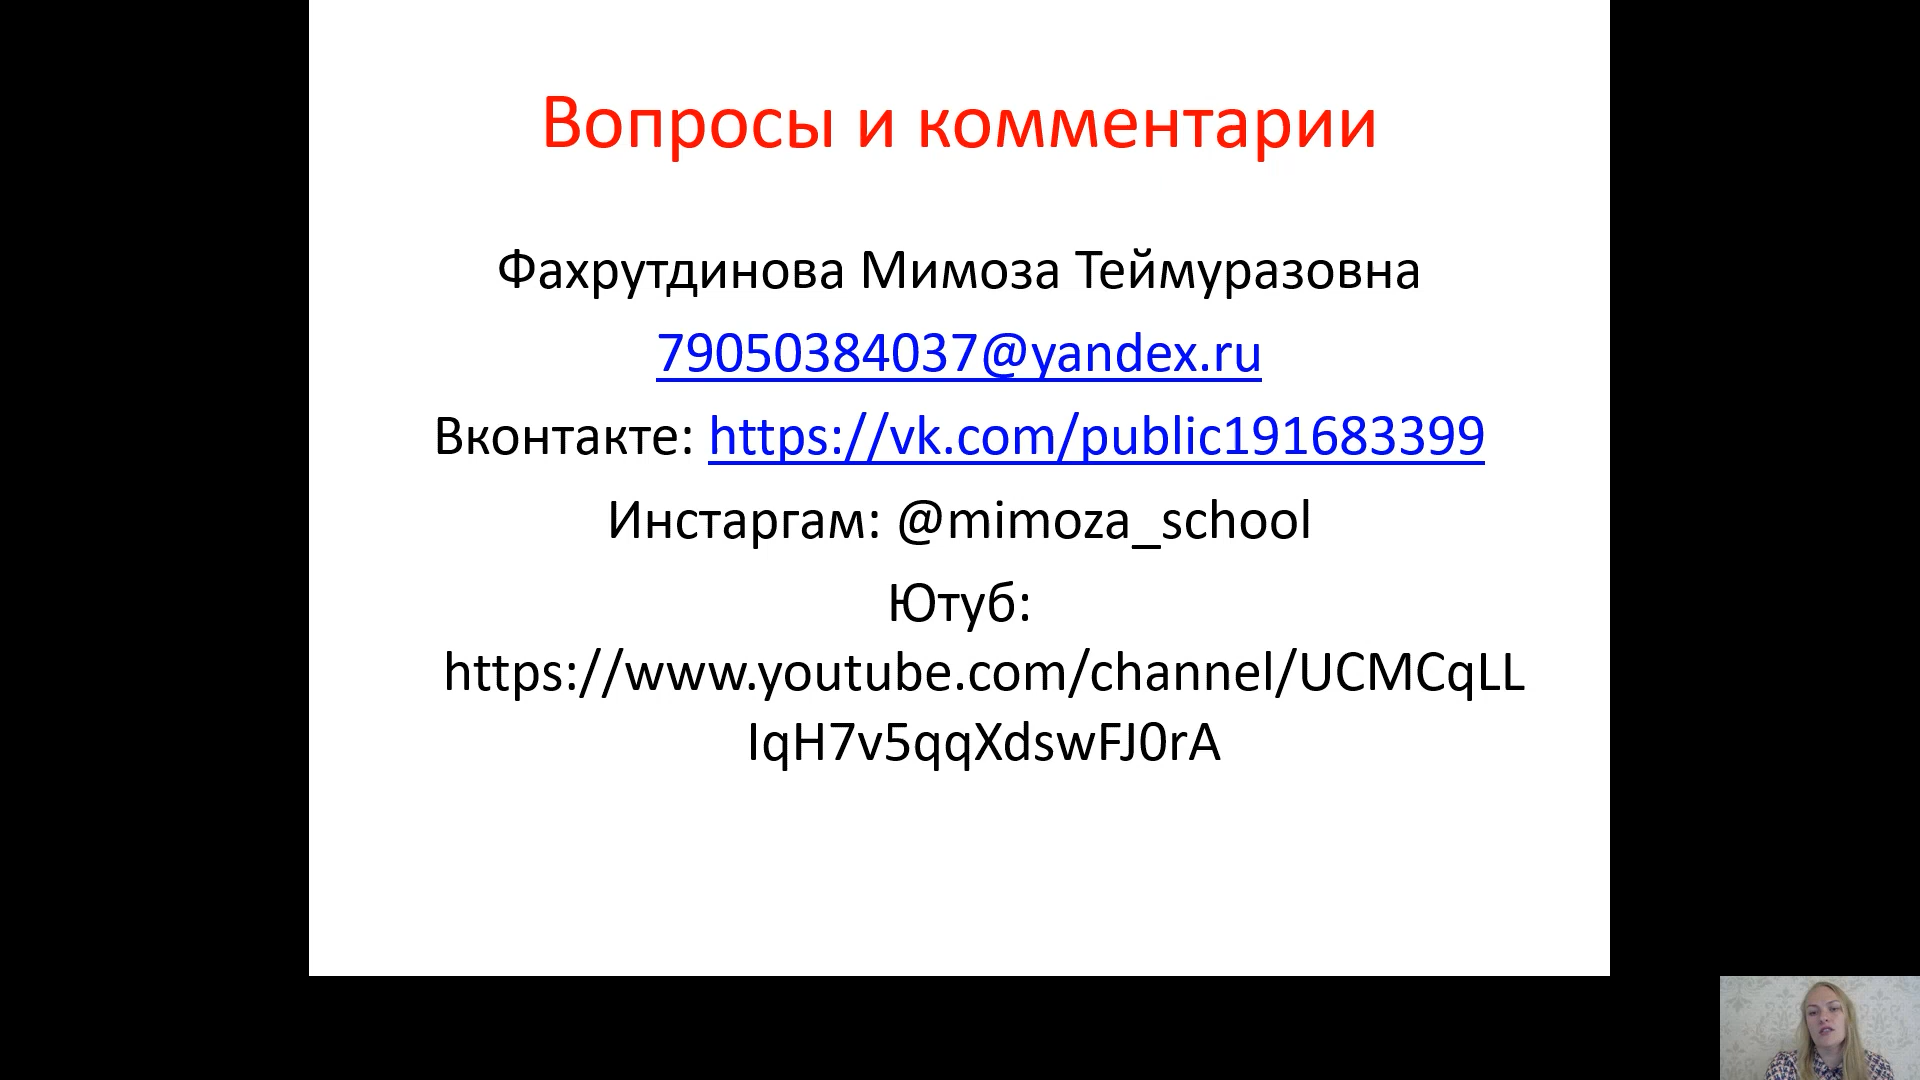 Вопросы и комментарии
Фахрутдинова Мимоза Теймуразовна
79050384037@yandex.ru
Вконтакте: https://vk.com/public191683399
Инстаргам: @mimoza_school
Ютуб:
https://www.youtube.com/channel/UCMCqLL
IqH7v5qqXdswFJ0rA